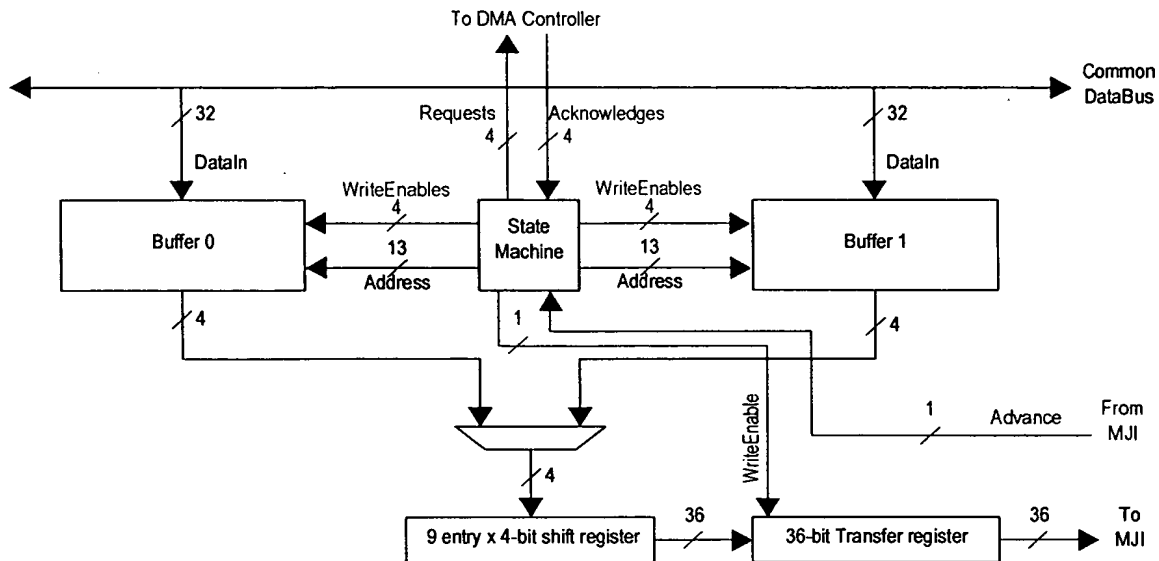 To DMA Controller
Common
DataBus
32
Requests
4
Acknowledges
4
32
DataIn
DataIn
WriteEnables
4
WriteEnables
4
Buffer 0
State
Machine
Buffer 1
13
Address
13
Address
4
1
4
WriteEnable
1
Advance
From
MJI
4
9 entry x 4-bit shift register
36
36-bit Transfer register
36
To
MJI